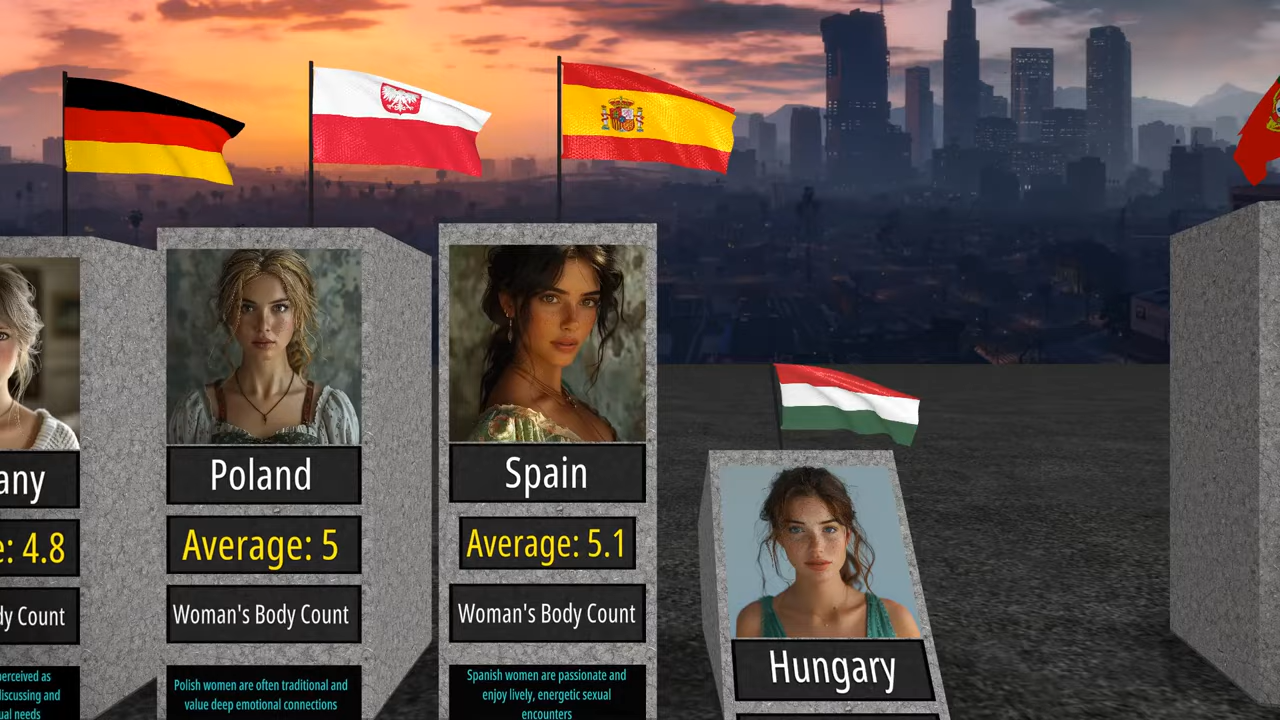 any
e: 4.8
dy Count
perceived as
discussing and
ual needs
Poland
Average: 5
Woman's Body Count
Polish women are often traditional and
value deep emotional connections
Spain
Average: 5.1
Woman's Body Count
Spanish women are passionate and
enjoy lively, energetic sexual
encounters
Hungary